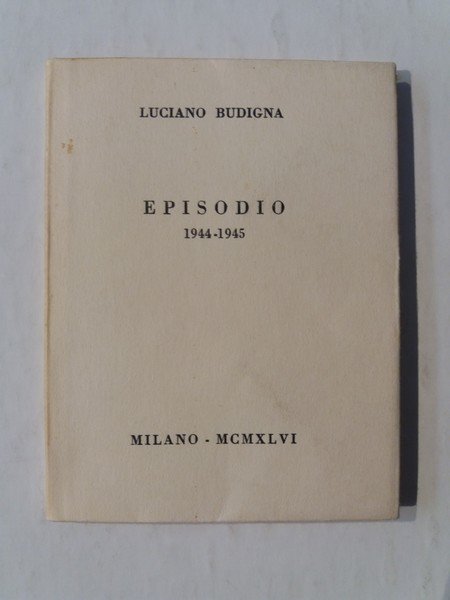 LUCIANO BUDIGNA
EPISODIO
1944-1945
MILANO - MCMXLVI